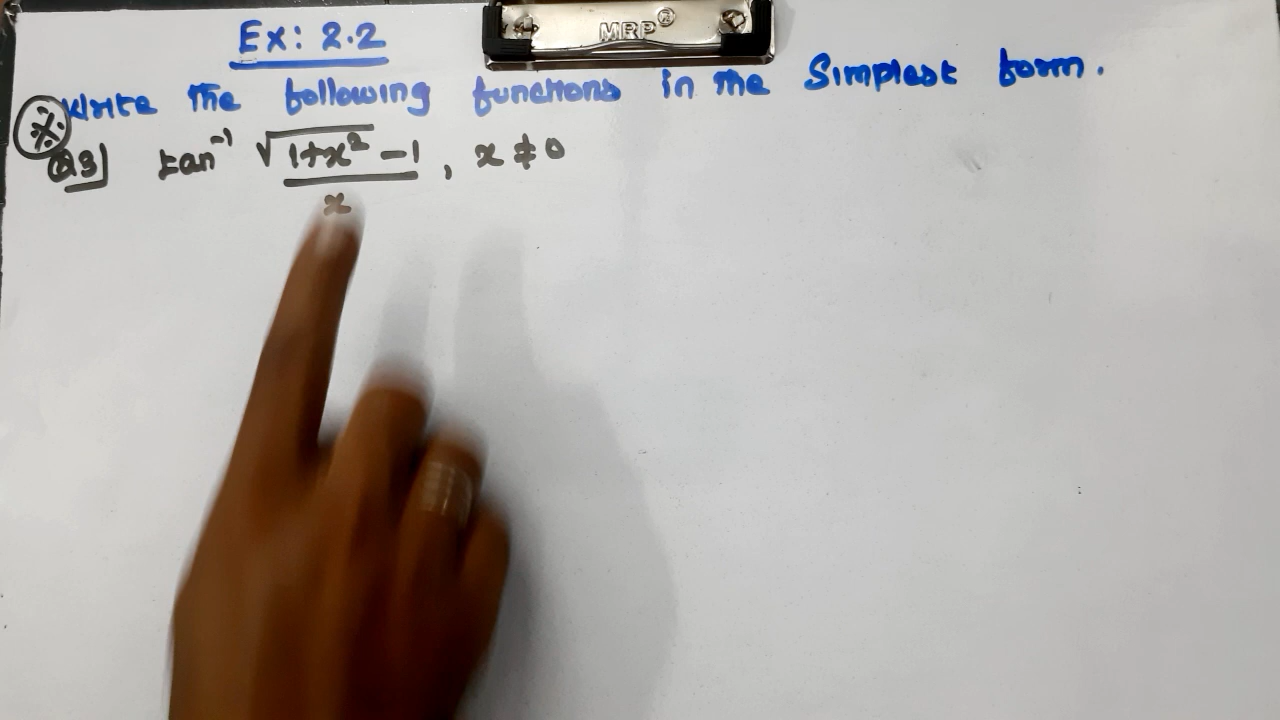 MRP®
Ex: 2.2
Write the following functions in the Simplest form.
Q3] tan⁻¹ √1+x² -1 / x , x ≠ 0